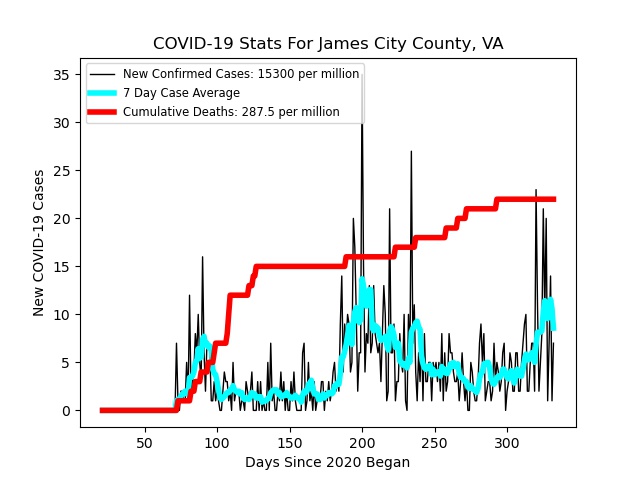 COVID-19 Stats For James City County, VA
New Confirmed Cases: 15300 per million
7 Day Case Average
Cumulative Deaths: 287.5 per million
New COVID-19 Cases
35
30
25
20
15
10
5
0
50
100
150
200
250
300
Days Since 2020 Began